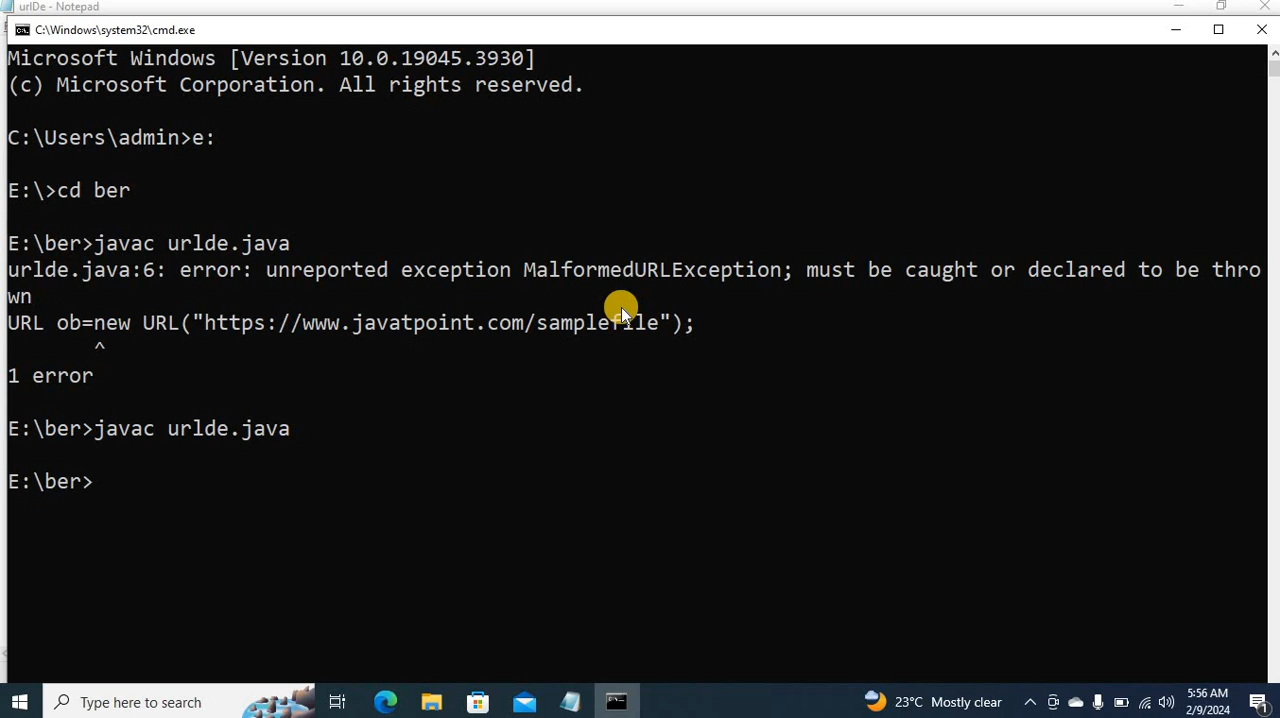 urlDe - Notepad
C:\Windows\system32\cmd.exe
Microsoft Windows [Version 10.0.19045.3930]
(c) Microsoft Corporation. All rights reserved.
C:\Users\admin>e:
E:\>cd ber
E:\ber>javac urlde.java
urlde.java:6: error: unreported exception MalformedURLException; must be caught or declared to be thro
wn
URL ob=new URL("https://www.javatpoint.com/samplefile");
^
1 error
E:\ber>javac urlde.java
E:\ber>
Type here to search
23°C Mostly clear
5:56 AM
2/9/2024
1